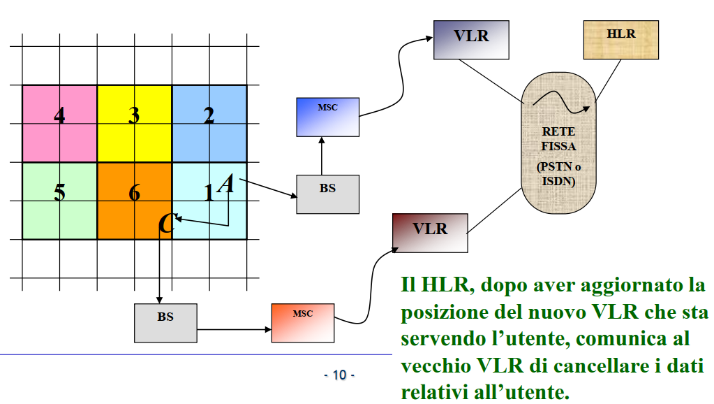 VLR
HLR
4
3
2
MSC
RETE
FISSA
(PSTN o
ISDN)
5
6
1
A
BS
C
VLR
BS
MSC
Il HLR, dopo aver aggiornato la
posizione del nuovo VLR che sta
servendo l’utente, comunica al
vecchio VLR di cancellare i dati
relativi all’utente.
- 10 -